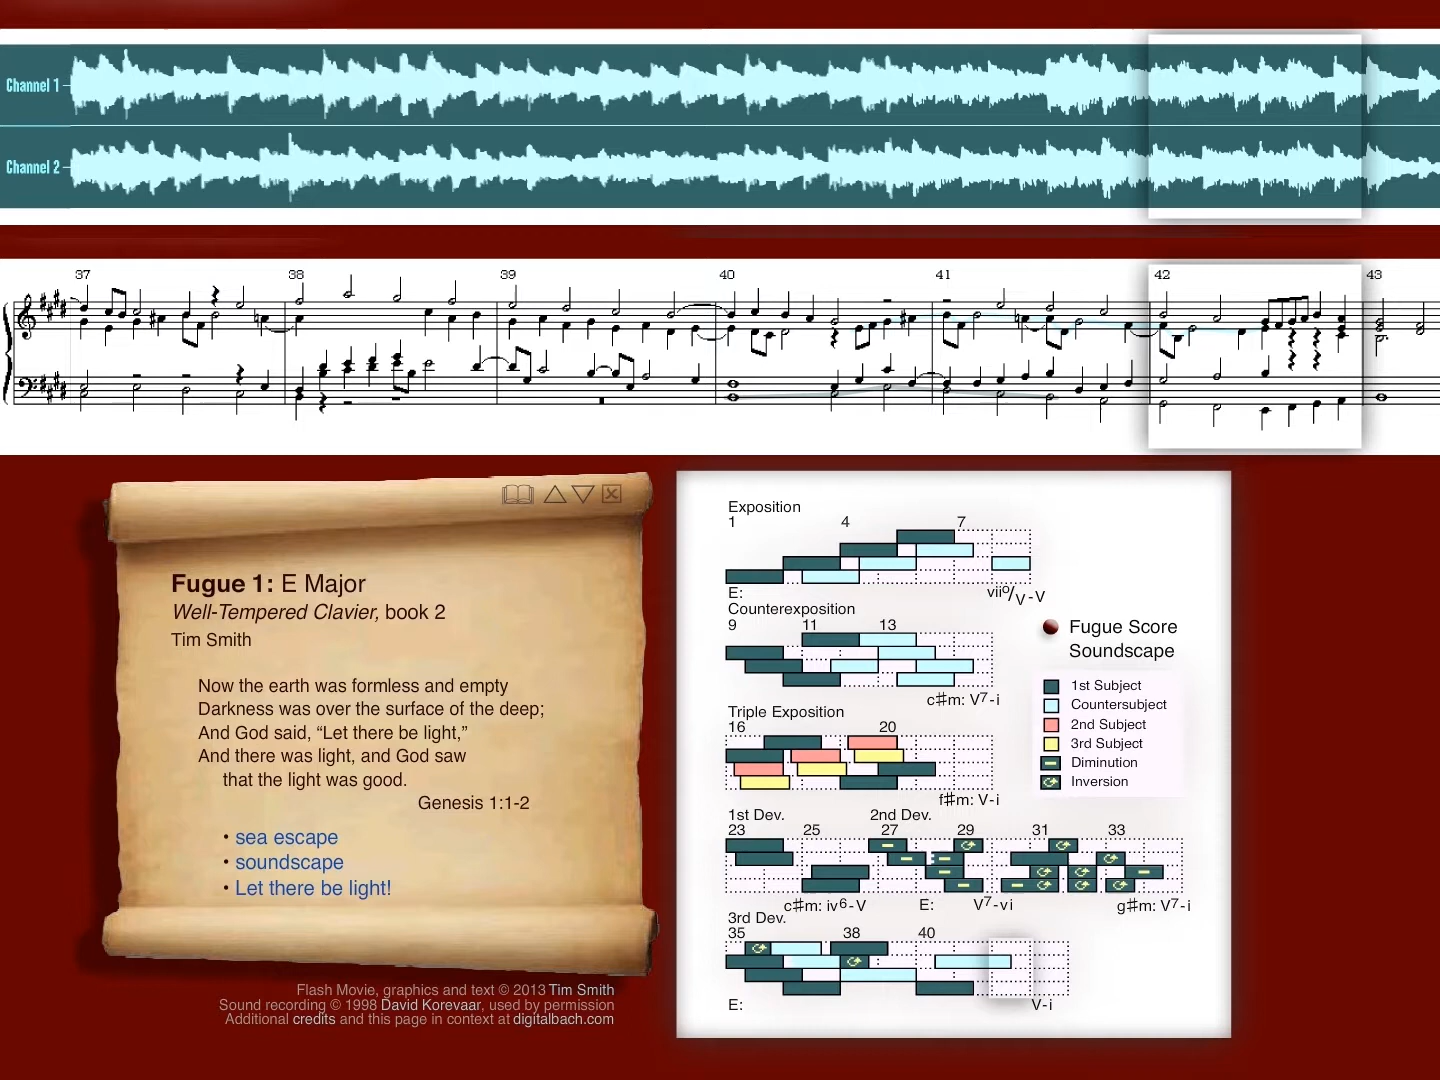 Channel 1
Channel 2
37 38 39 40 41 42 43
Fugue 1: E Major
Well-Tempered Clavier, book 2
Tim Smith
Now the earth was formless and empty
Darkness was over the surface of the deep;
And God said, “Let there be light,”
And there was light, and God saw
that the light was good.
Genesis 1:1-2
• sea escape
• soundscape
• Let there be light!
Flash Movie, graphics and text © 2013 Tim Smith
Sound recording © 1998 David Korevaar, used by permission
Additional credits and this page in context at digitalbach.com
Exposition
1 4 7
E: viiº/V-V
Counterexposition
9 11 13
c♯m: V7-i
Triple Exposition
16 20
f♯m: V-i
1st Dev. 2nd Dev.
23 25 27 29 31 33
c♯m: iv6-V E: V7-vi g♯m: V7-i
3rd Dev.
35 38 40
E: V-i
Fugue Score
Soundscape
1st Subject
Countersubject
2nd Subject
3rd Subject
Diminution
Inversion